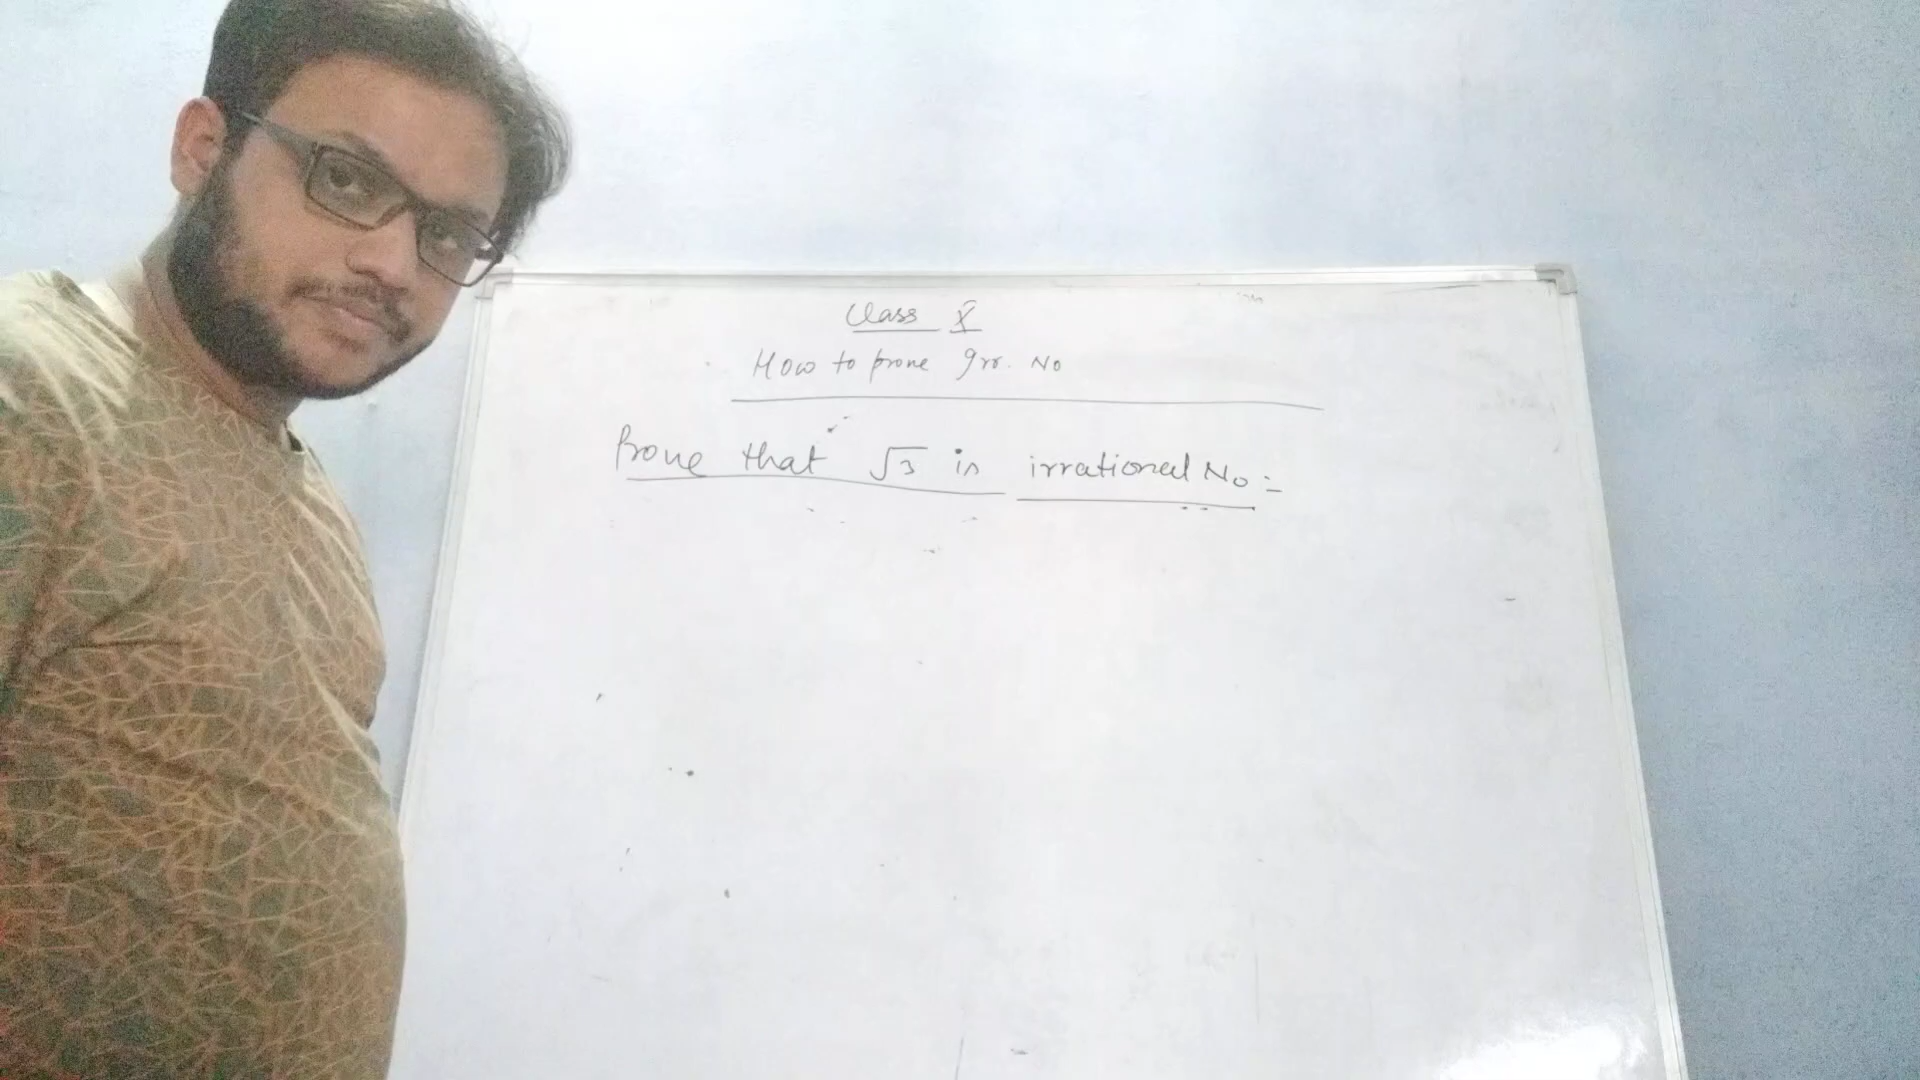 Class X
How to prove Irr. No
Prove that √3 is irrational No:-